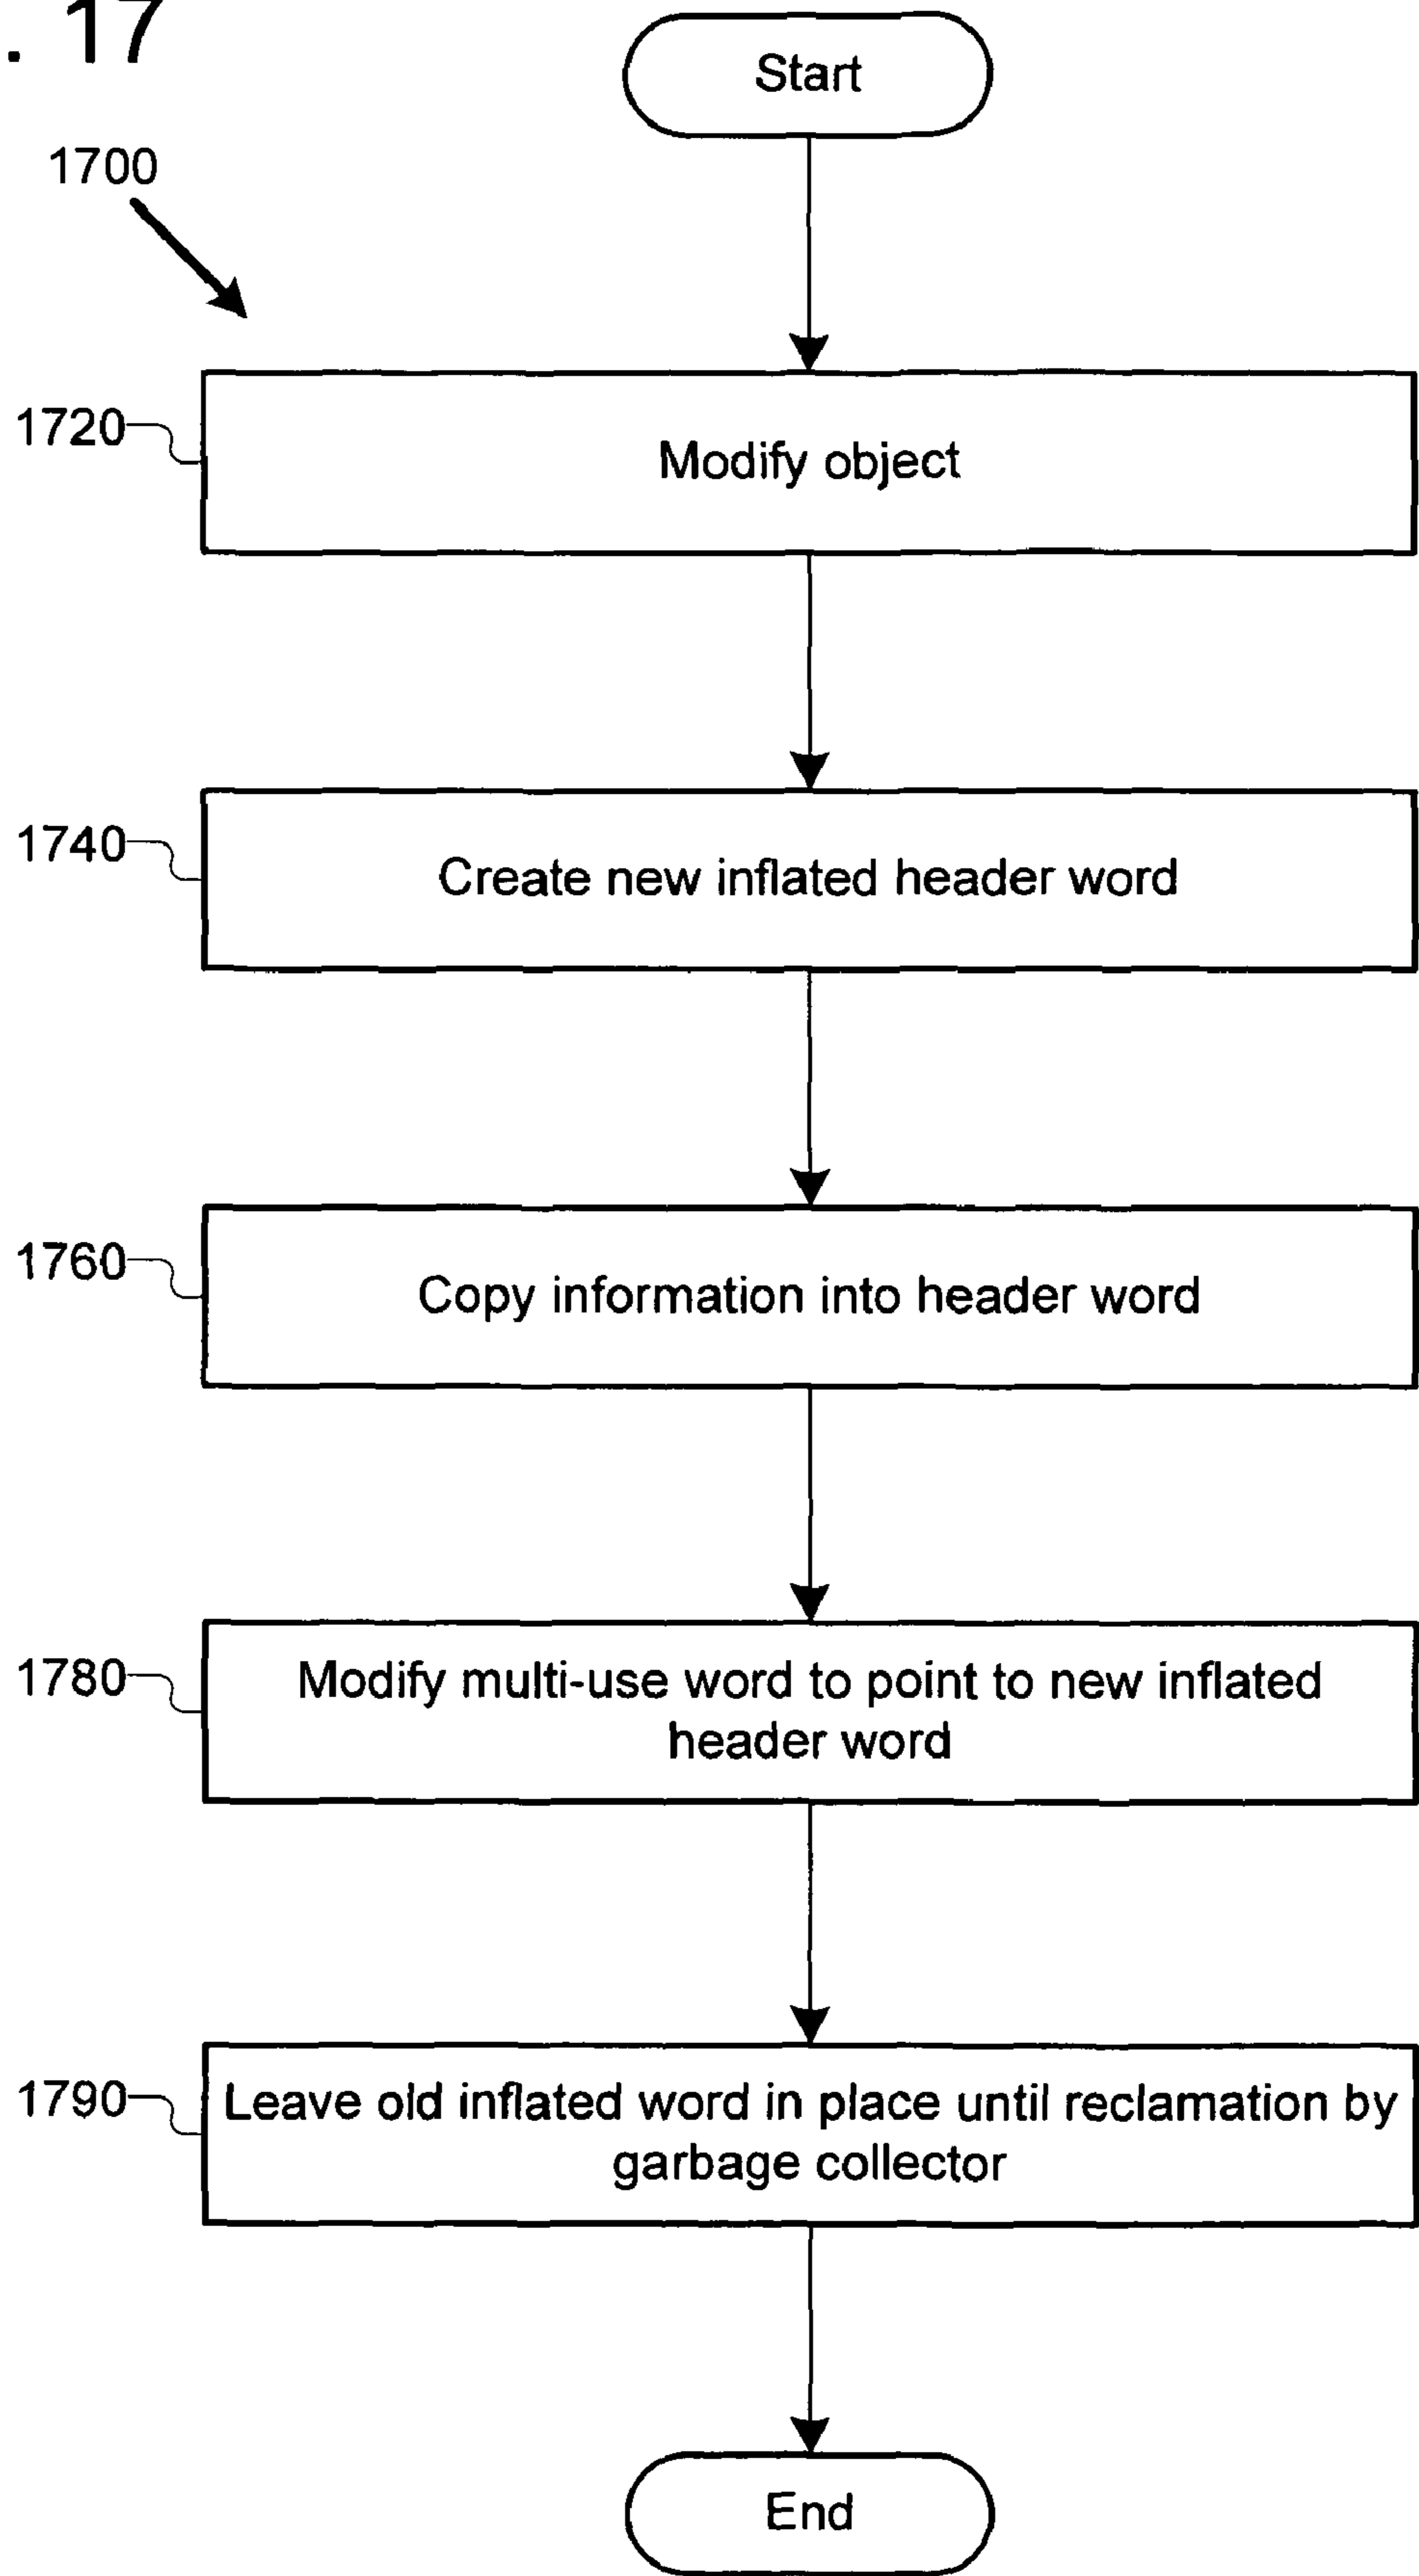 . 17
Start
1700
1720
Modify object
1740
Create new inflated header word
1760
Copy information into header word
1780
Modify multi-use word to point to new inflated
header word
1790
Leave old inflated word in place until reclamation by
garbage collector
End